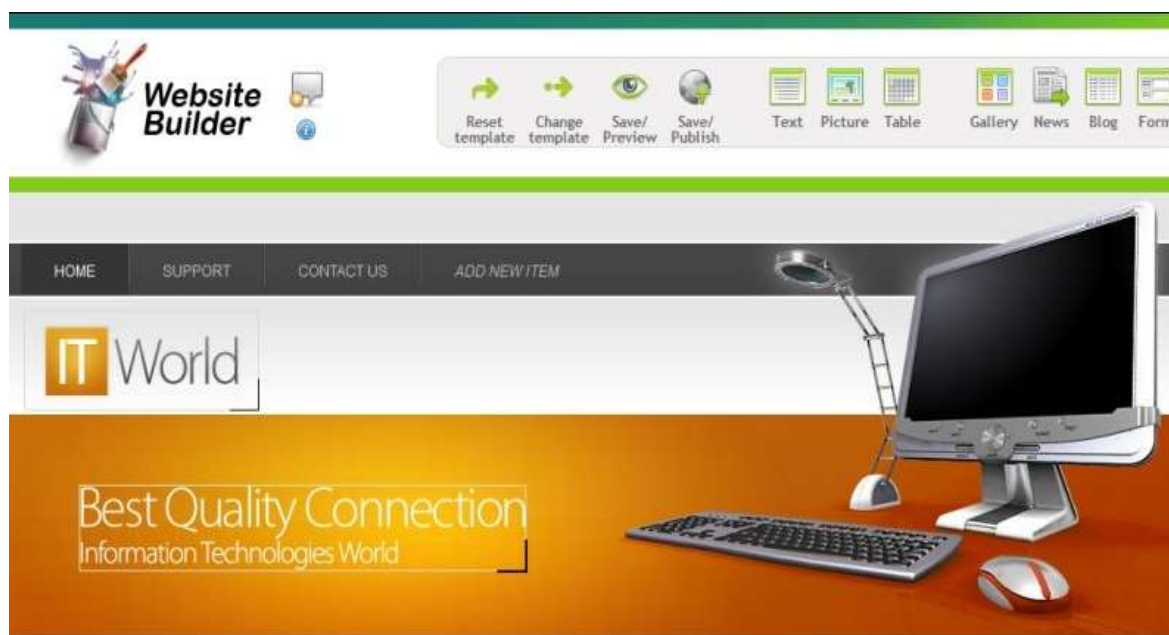 Website
Builder
Reset
template
Change
template
Save/
Preview
Save/
Publish
Text
Picture
Table
Gallery
News
Blog
Form
HOME
SUPPORT
CONTACT US
ADD NEW ITEM
IT World
Best Quality Connection
Information Technologies World